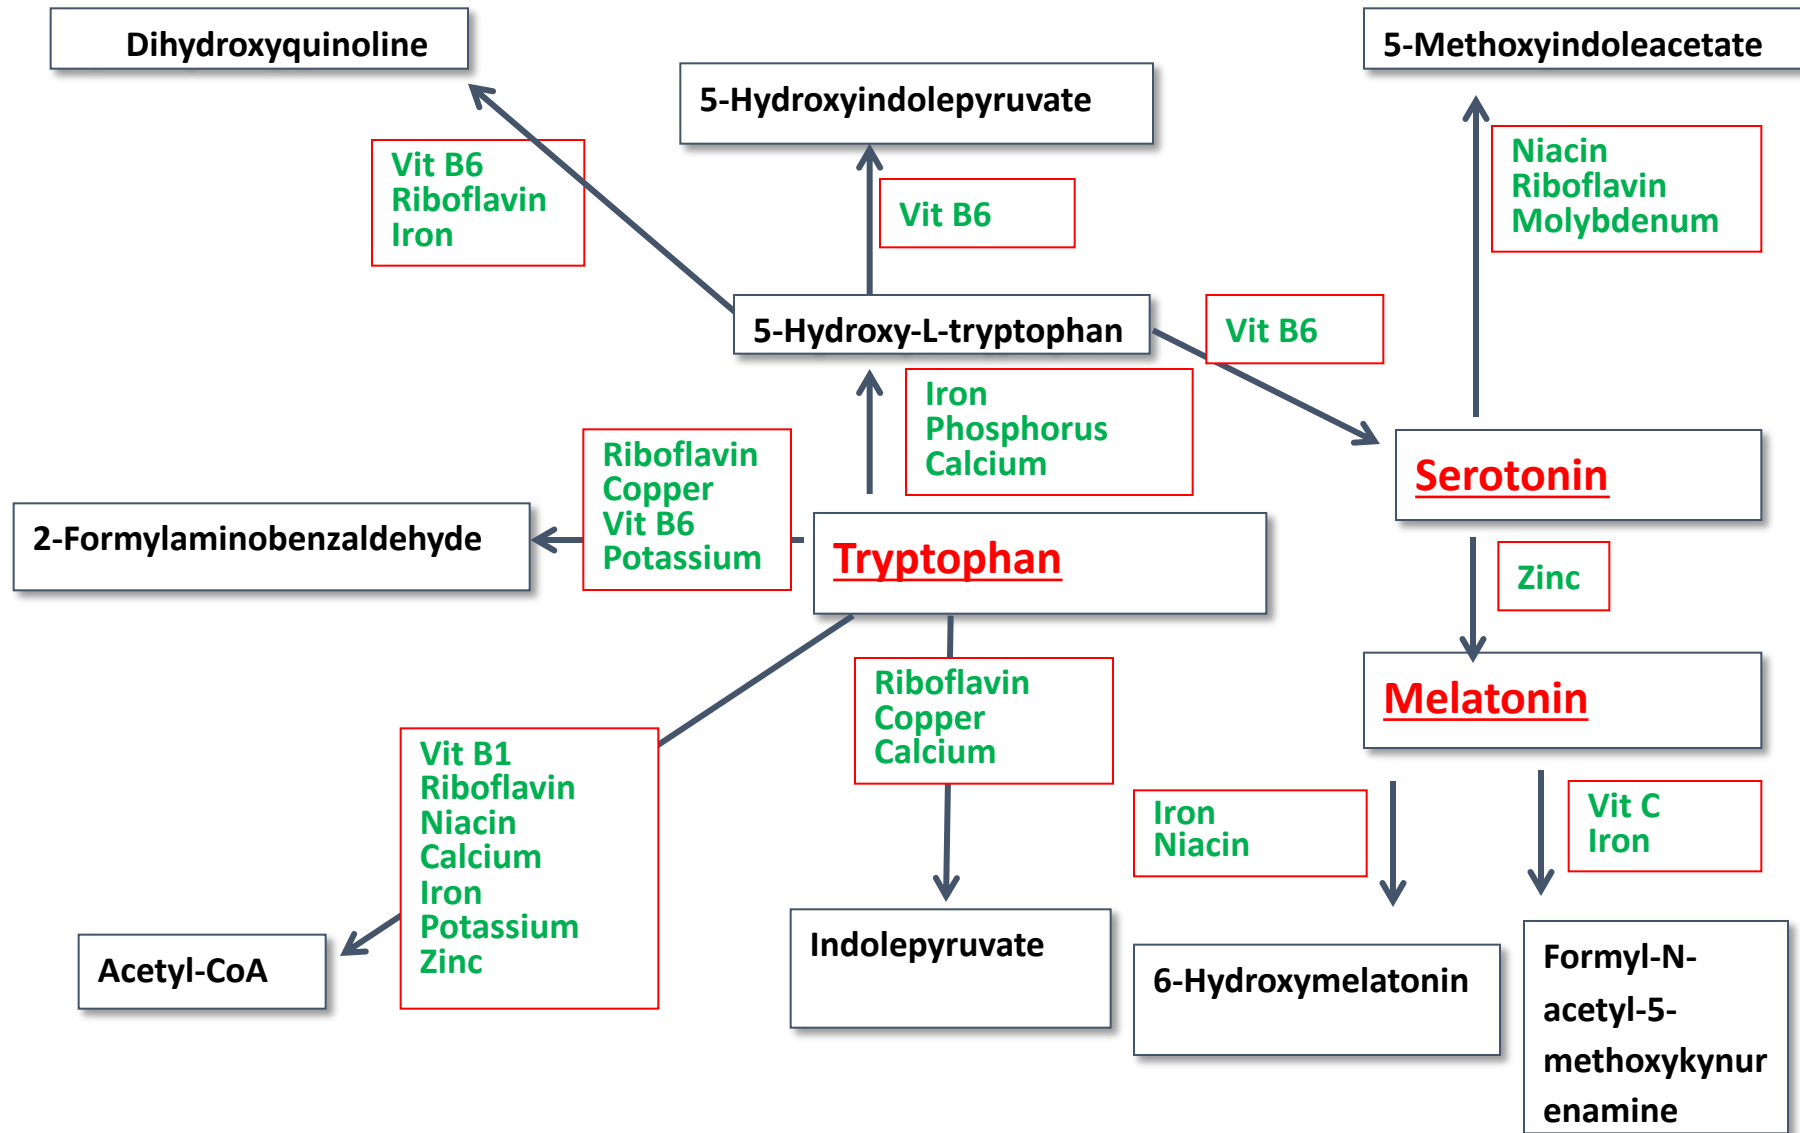 Dihydroxyquinoline
5-Hydroxyindolepyruvate
5-Methoxyindoleacetate
Vit B6
Riboflavin
Iron
Vit B6
Niacin
Riboflavin
Molybdenum
5-Hydroxy-L-tryptophan
Vit B6
Iron
Phosphorus
Calcium
Riboflavin
Copper
Vit B6
Potassium
Serotonin
2-Formylaminobenzaldehyde
Tryptophan
Zinc
Riboflavin
Copper
Calcium
Melatonin
Vit B1
Riboflavin
Niacin
Calcium
Iron
Potassium
Zinc
Iron
Niacin
Vit C
Iron
Acetyl-CoA
Indolepyruvate
6-Hydroxymelatonin
Formyl-N-
acetyl-5-
methoxykynur
enamine